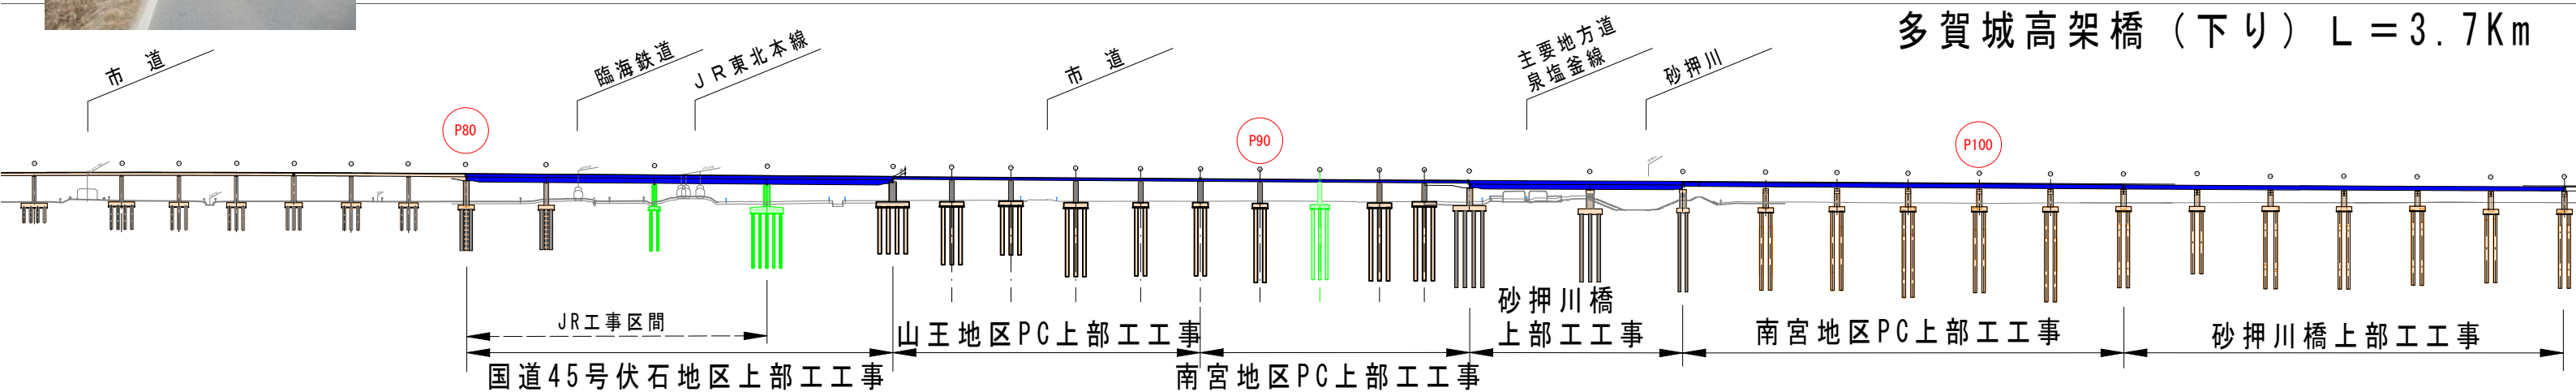 多賀城高架橋（下り）L＝3.7Km
市道
臨海鉄道
JR東北本線
市道
主要地方道
泉塩釜線
砂押川
P80
P90
P100
JR工事区間
国道45号伏石地区上部工工事
山王地区PC上部工工事
南宮地区PC上部工工事
砂押川橋
上部工工事
南宮地区PC上部工工事
砂押川橋上部工工事